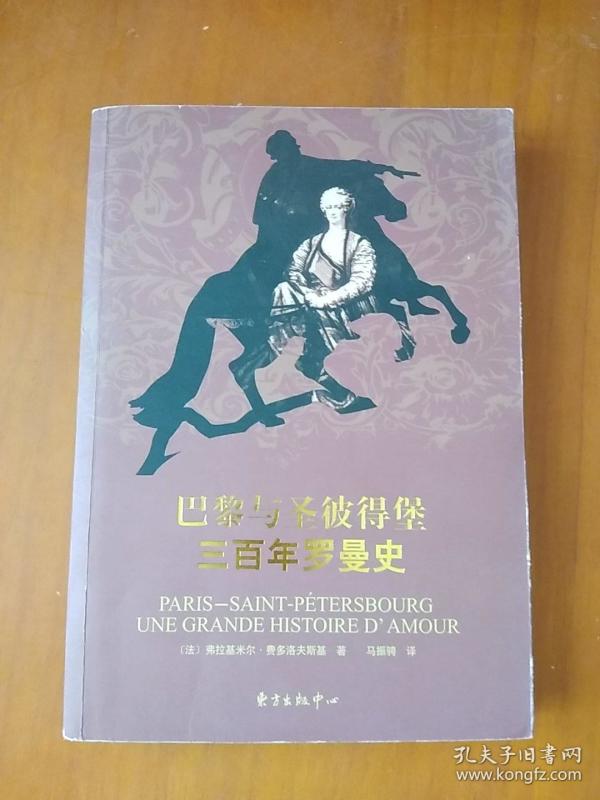 巴黎与圣彼得堡
三百年罗曼史
PARIS—SAINT-PÉTERSBOURG
UNE GRANDE HISTOIRE D'AMOUR
〔法〕弗拉基米尔·费多洛夫斯基 著 马振骋 译
东方出版中心
孔夫子旧书网
www.kongfz.com